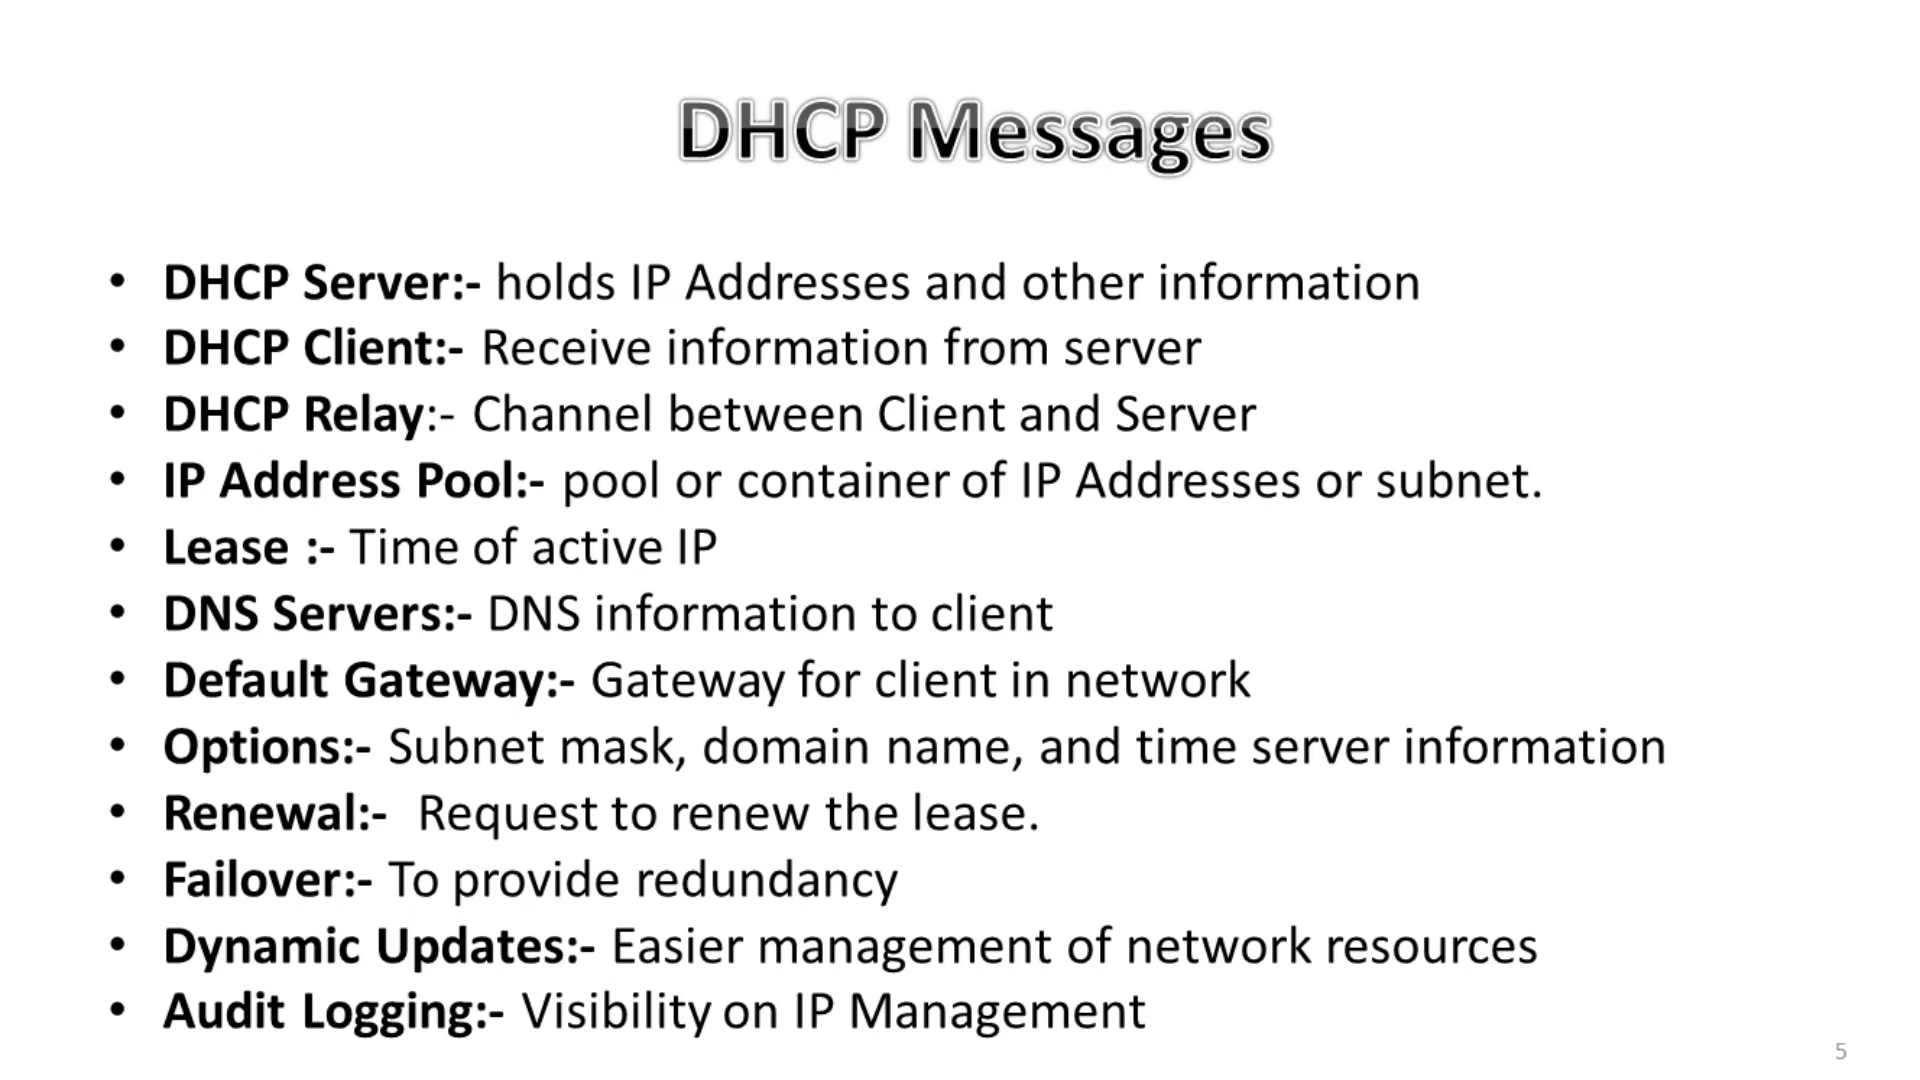 DHCP Messages
• DHCP Server:- holds IP Addresses and other information
• DHCP Client:- Receive information from server
• DHCP Relay:- Channel between Client and Server
• IP Address Pool:- pool or container of IP Addresses or subnet.
• Lease :- Time of active IP
• DNS Servers:- DNS information to client
• Default Gateway:- Gateway for client in network
• Options:- Subnet mask, domain name, and time server information
• Renewal:-  Request to renew the lease.
• Failover:- To provide redundancy
• Dynamic Updates:- Easier management of network resources
• Audit Logging:- Visibility on IP Management
5